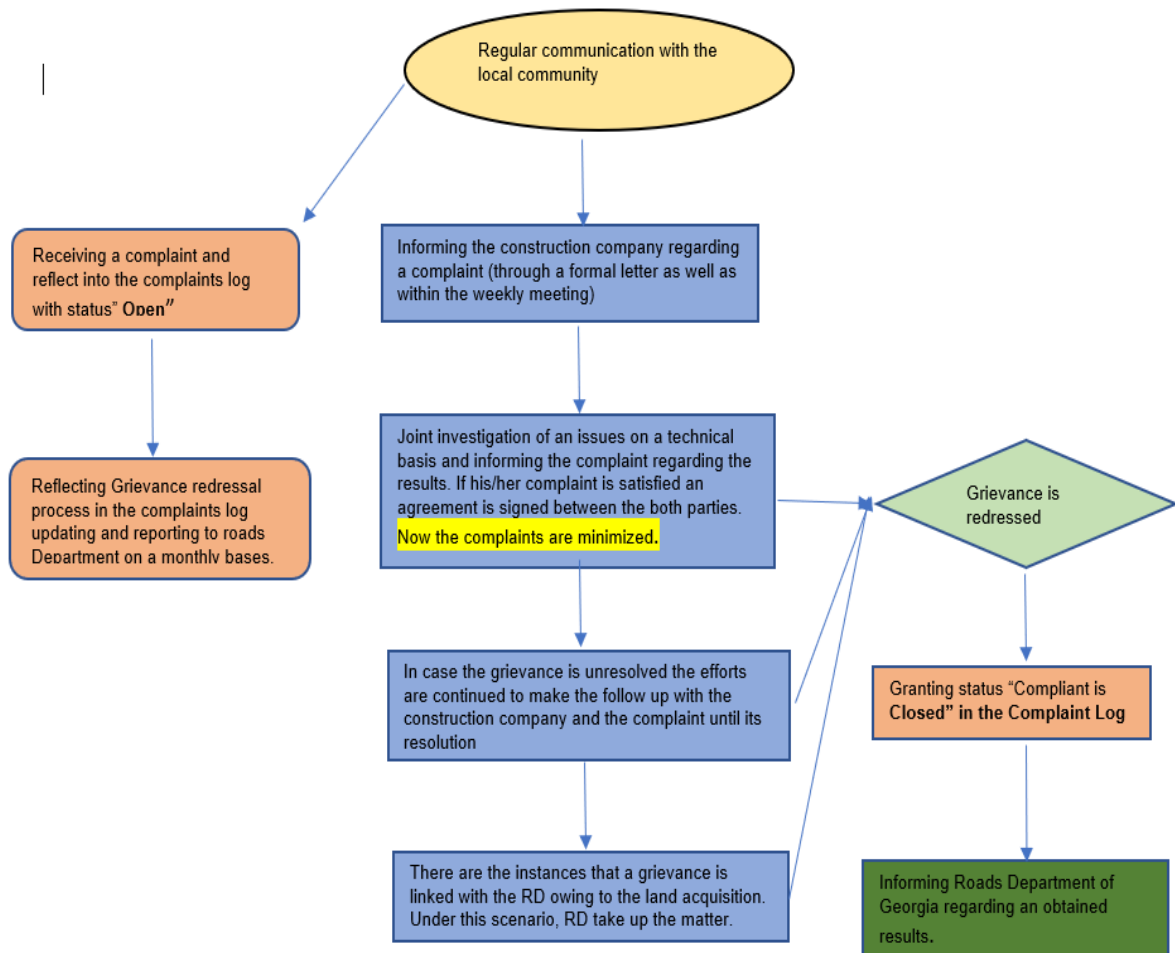 Regular communication with the
local community
Receiving a complaint and
reflect into the complaints log
with status” Open”
Informing the construction company regarding
a complaint (through a formal letter as well as
within the weekly meeting)
Reflecting Grievance redressal
process in the complaints log
updating and reporting to roads
Department on a monthly bases.
Joint investigation of an issues on a technical
basis and informing the complaint regarding the
results. If his/her complaint is satisfied an
agreement is signed between the both parties.
Now the complaints are minimized.
Grievance is
redressed
In case the grievance is unresolved the efforts
are continued to make the follow up with the
construction company and the complaint until its
resolution
Granting status “Compliant is
Closed” in the Complaint Log
There are the instances that a grievance is
linked with the RD owing to the land acquisition.
Under this scenario, RD take up the matter.
Informing Roads Department of
Georgia regarding an obtained
results.